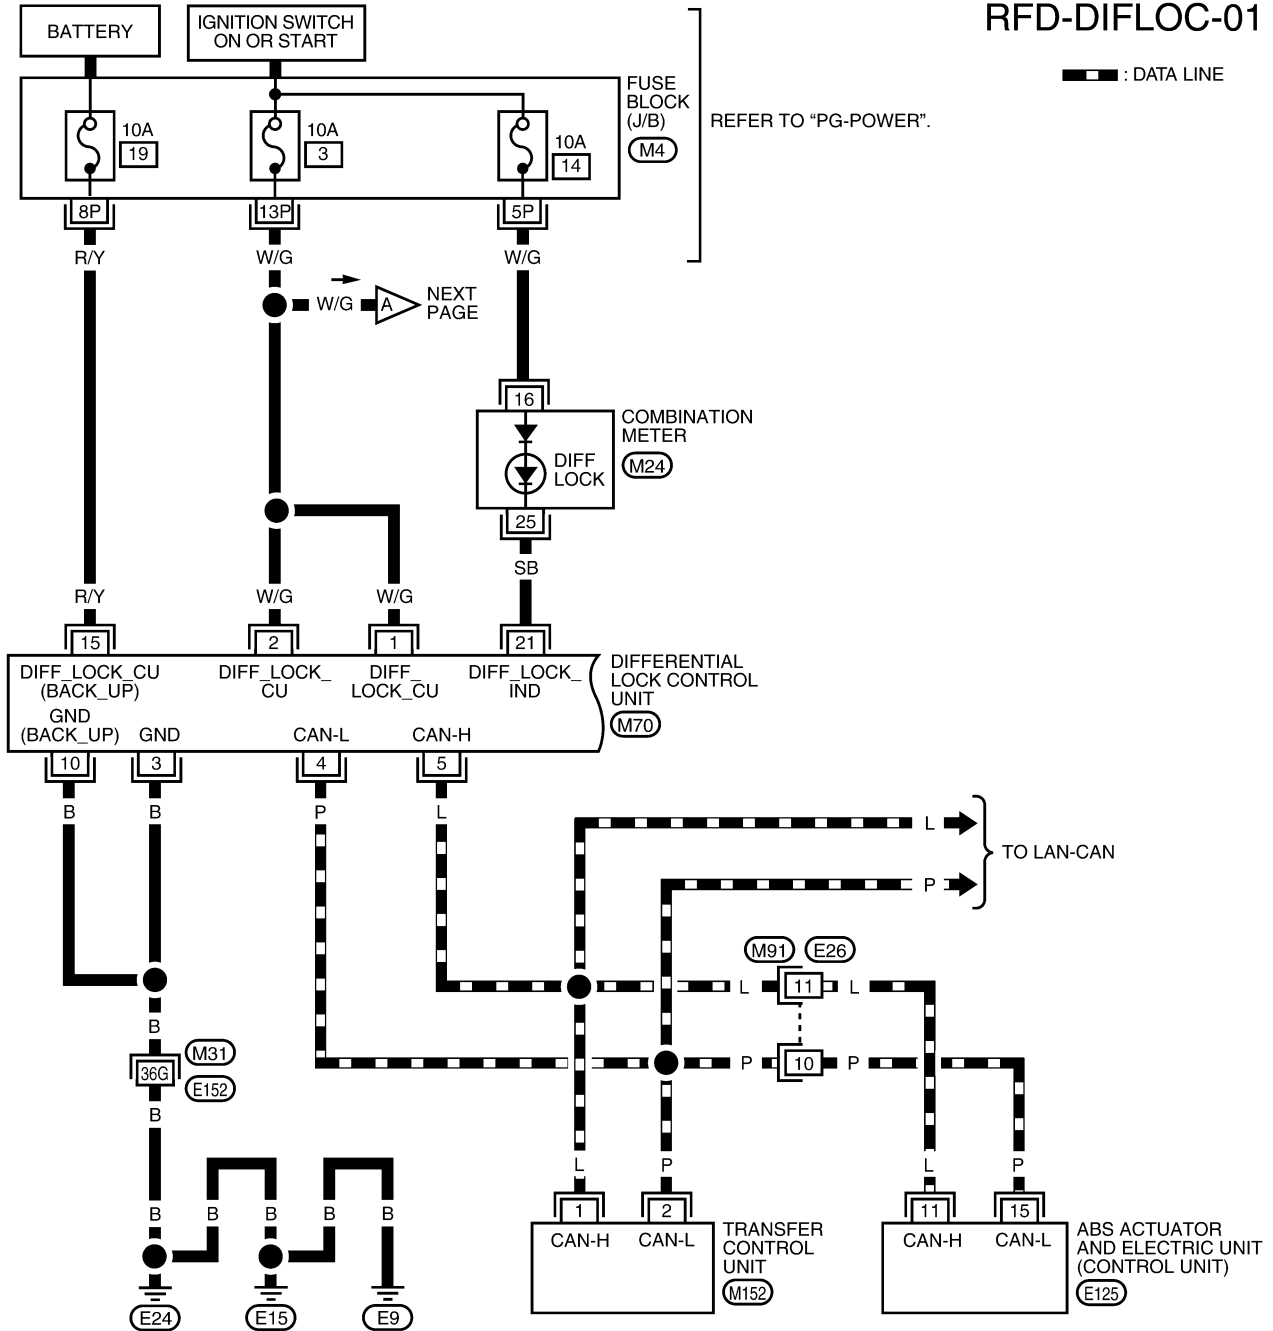 RFD-DIFLOC-01
BATTERY
IGNITION SWITCH
ON OR START
: DATA LINE
FUSE
BLOCK
(J/B)
M4
REFER TO “PG-POWER”.
10A
19
10A
3
10A
14
8P
13P
5P
R/Y
W/G
W/G
W/G
A
NEXT
PAGE
16
COMBINATION
METER
M24
DIFF
LOCK
25
SB
R/Y
W/G
W/G
15
2
1
21
DIFF_LOCK_CU
(BACK_UP)
DIFF_LOCK_
CU
DIFF_
LOCK_CU
DIFF_LOCK_
IND
DIFFERENTIAL
LOCK CONTROL
UNIT
M70
GND
(BACK_UP)
GND
CAN-L
CAN-H
10
3
4
5
B
B
P
L
L
P
TO LAN-CAN
M91
E26
L
11
L
P
10
P
B
36G
M31
E152
B
L
P
L
P
B
B
B
B
B
1
2
11
15
CAN-H
CAN-L
CAN-H
CAN-L
TRANSFER
CONTROL
UNIT
M152
ABS ACTUATOR
AND ELECTRIC UNIT
(CONTROL UNIT)
E125
E24
E15
E9